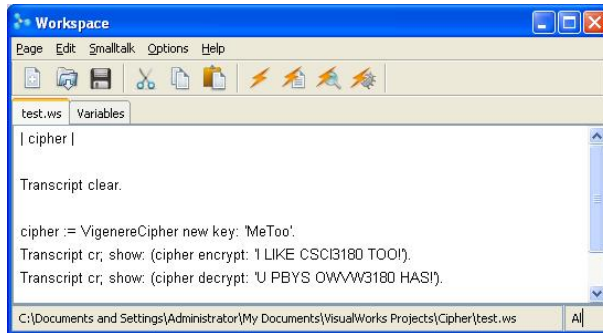 Workspace
Page Edit Smalltalk Options Help
test.ws Variables
| cipher |
Transcript clear.
cipher := VigenereCipher new key: 'MeToo'.
Transcript cr; show: (cipher encrypt: 'I LIKE CSCI3180 TOO!').
Transcript cr; show: (cipher decrypt: 'U PBYS OWVW3180 HAS!').
C:\Documents and Settings\Administrator\My Documents\VisualWorks Projects\Cipher\test.ws